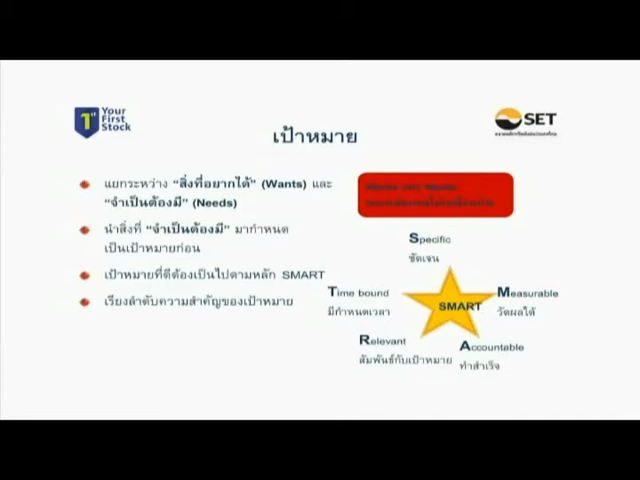 1st Your
First
Stock
SET
เป้าหมาย
แยกระหว่าง “สิ่งที่อยากได้” (Wants) และ
“จำเป็นต้องมี” (Needs)
นำสิ่งที่ “จำเป็นต้องมี” มากำหนด
เป็นเป้าหมายก่อน
เป้าหมายที่ดีต้องเป็นไปตามหลัก SMART
เรียงลำดับความสำคัญของเป้าหมาย
Specific
ชัดเจน
Time bound
มีกำหนดเวลา
SMART
Measurable
วัดผลได้
Relevant
สัมพันธ์กับเป้าหมาย
Accountable
ทำสำเร็จ